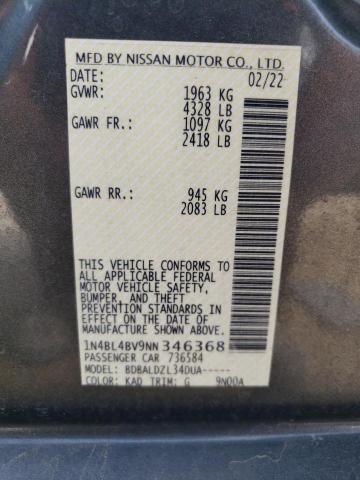 MFD BY NISSAN MOTOR CO., LTD.
DATE: 02/22
GVWR: 1963 KG
4328 LB
GAWR FR.: 1097 KG
2418 LB
GAWR RR.: 945 KG
2083 LB
THIS VEHICLE CONFORMS TO
ALL APPLICABLE FEDERAL
MOTOR VEHICLE SAFETY,
BUMPER, AND THEFT
PREVENTION STANDARDS
IN EFFECT ON THE DATE OF
MANUFACTURE SHOWN ABOVE.
1N4BL4BV9NN346368
PASSENGER CAR 736584
MODEL: BDBALDZL34DUA-----
COLOR: KAD TRIM: G 9N00A